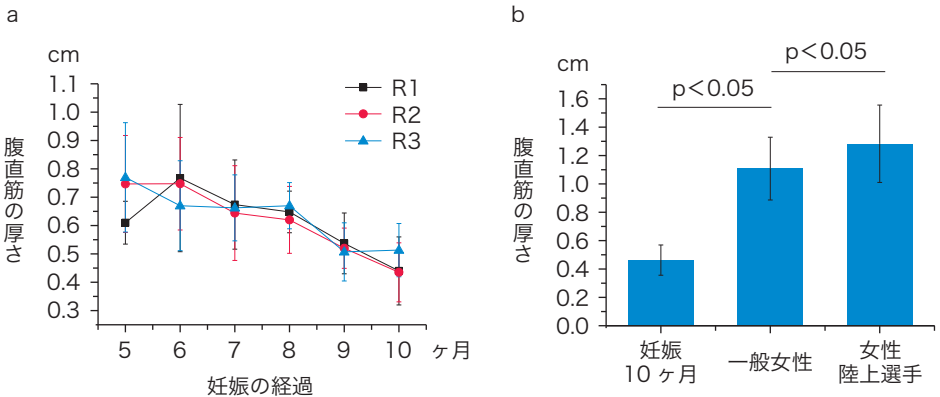 a
cm
1.1
1.0
0.9
0.8
0.7
0.6
0.5
0.4
0.3
腹直筋の厚さ
R1
R2
R3
5 6 7 8 9 10 ヶ月
妊娠の経過
b
cm
1.6
1.4
1.2
1.0
0.8
0.6
0.4
0.2
0.0
腹直筋の厚さ
p<0.05
p<0.05
妊娠
10 ヶ月
一般女性
女性
陸上選手